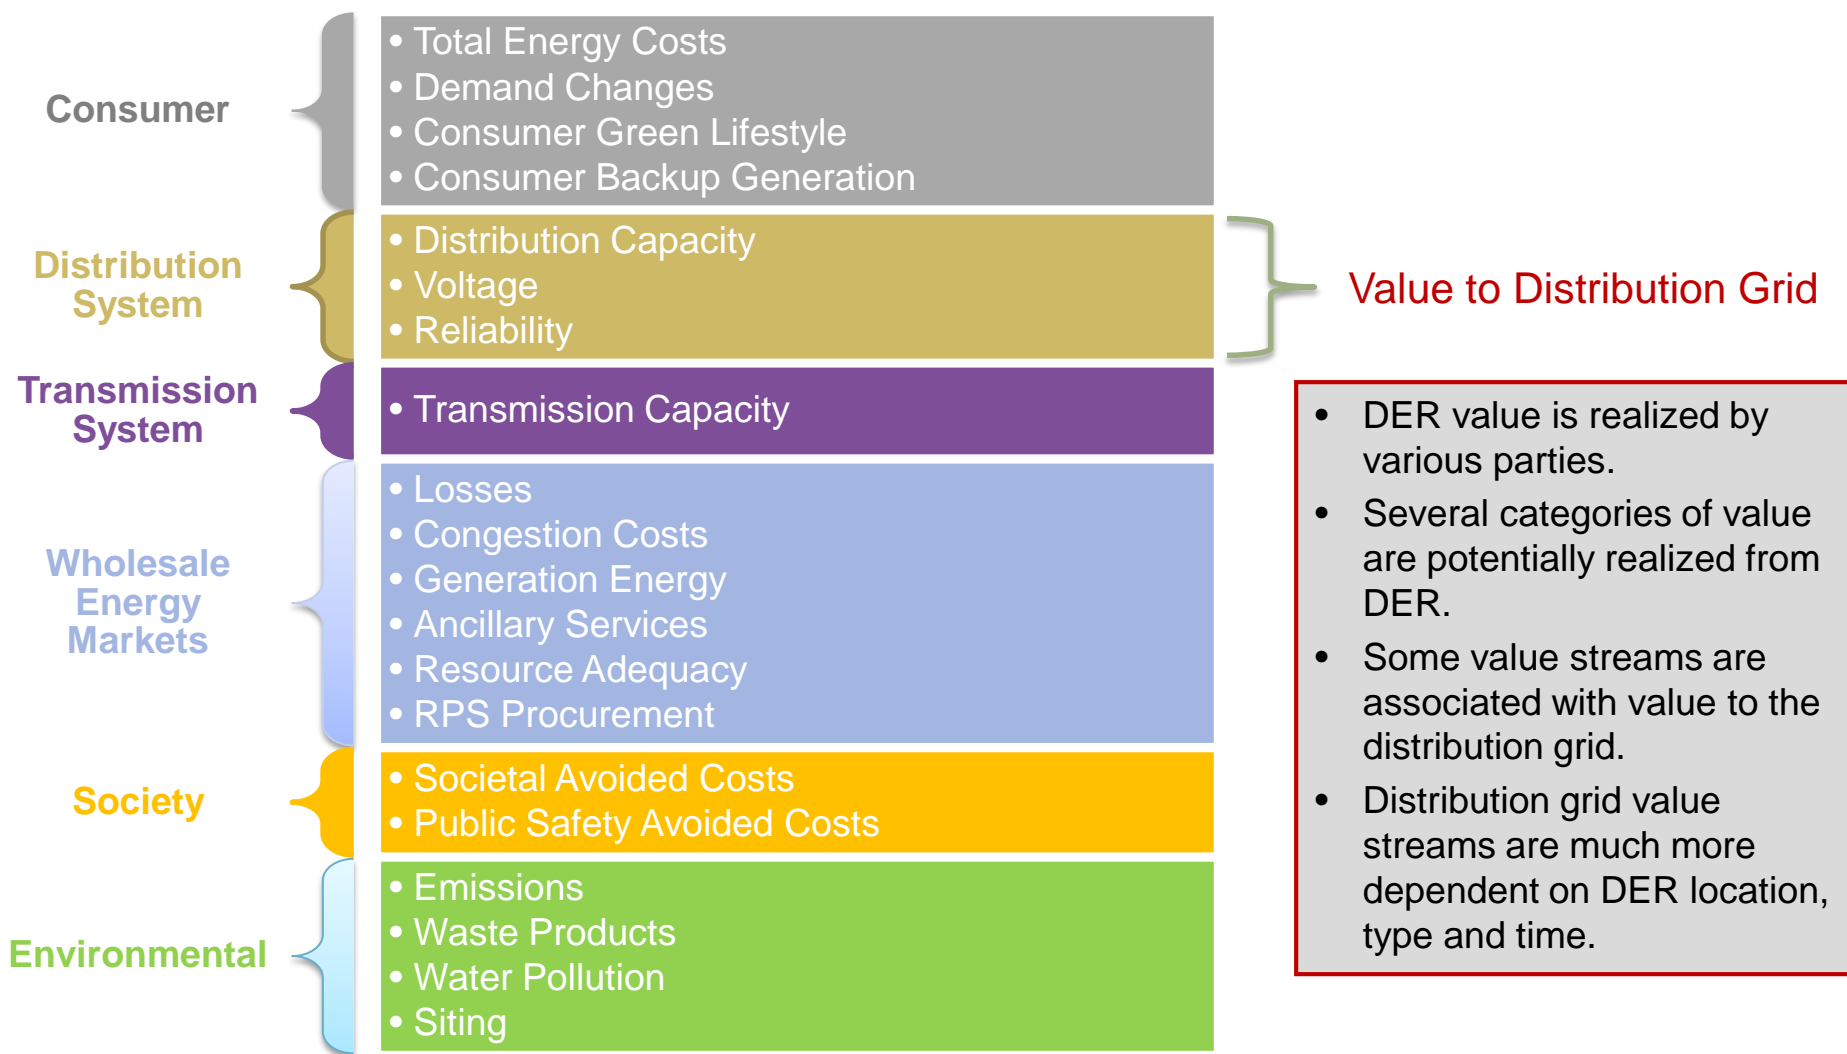 Consumer
• Total Energy Costs
• Demand Changes
• Consumer Green Lifestyle
• Consumer Backup Generation
Distribution
System
• Distribution Capacity
• Voltage
• Reliability
Value to Distribution Grid
Transmission
System
• Transmission Capacity
Wholesale
Energy
Markets
• Losses
• Congestion Costs
• Generation Energy
• Ancillary Services
• Resource Adequacy
• RPS Procurement
Society
• Societal Avoided Costs
• Public Safety Avoided Costs
Environmental
• Emissions
• Waste Products
• Water Pollution
• Siting
• DER value is realized by
various parties.
• Several categories of value
are potentially realized from
DER.
• Some value streams are
associated with value to the
distribution grid.
• Distribution grid value
streams are much more
dependent on DER location,
type and time.